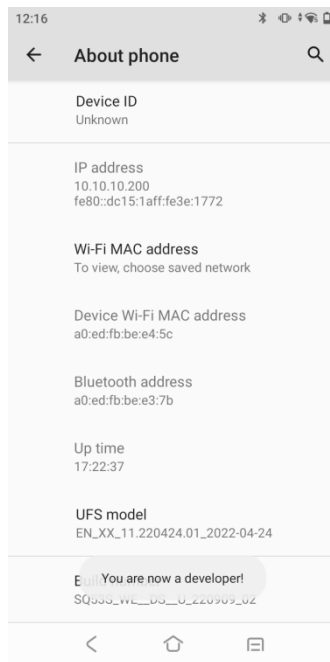 12:16
About phone
Device ID
Unknown
IP address
10.10.10.200
fe80::dc15:1aff:fe3e:1772
Wi-Fi MAC address
To view, choose saved network
Device Wi-Fi MAC address
a0:ed:fb:be:e4:5c
Bluetooth address
a0:ed:fb:be:e3:7b
Up time
17:22:37
UFS model
EN_XX_11.220424.01_2022-04-24
You are now a developer!
SQ53S_WE__DS__U_220909_02